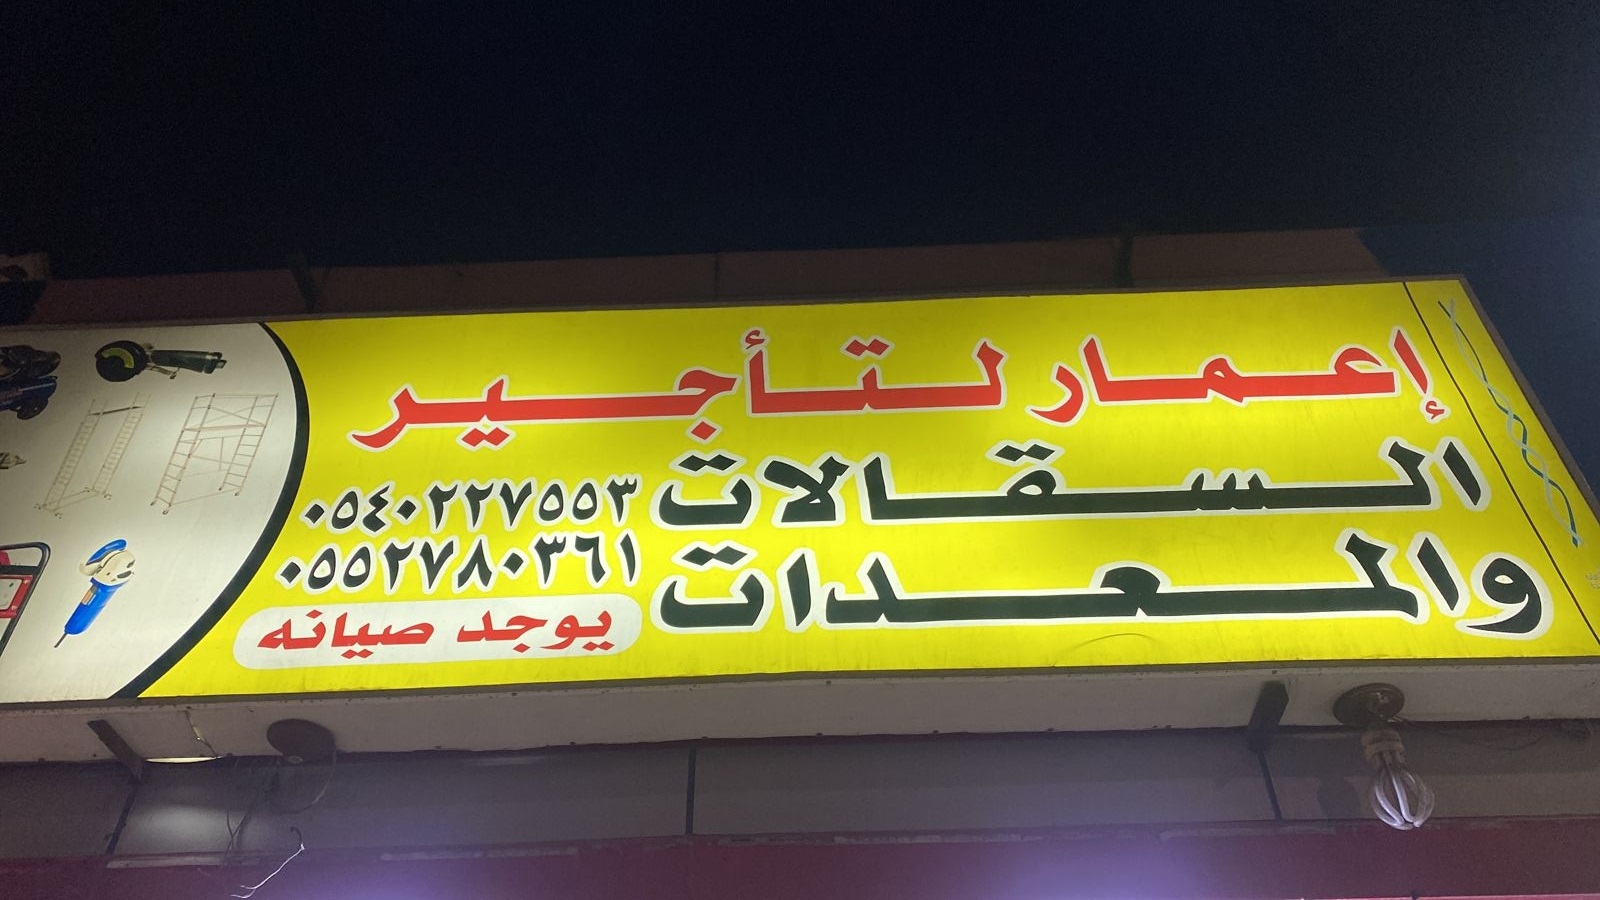 إعمار لتأجير
السقالات
والمعدات
٠٥٤٠٢٢٧٥٥٣
٠٥٥٢٧٨٠٣٦١
يوجد صيانه